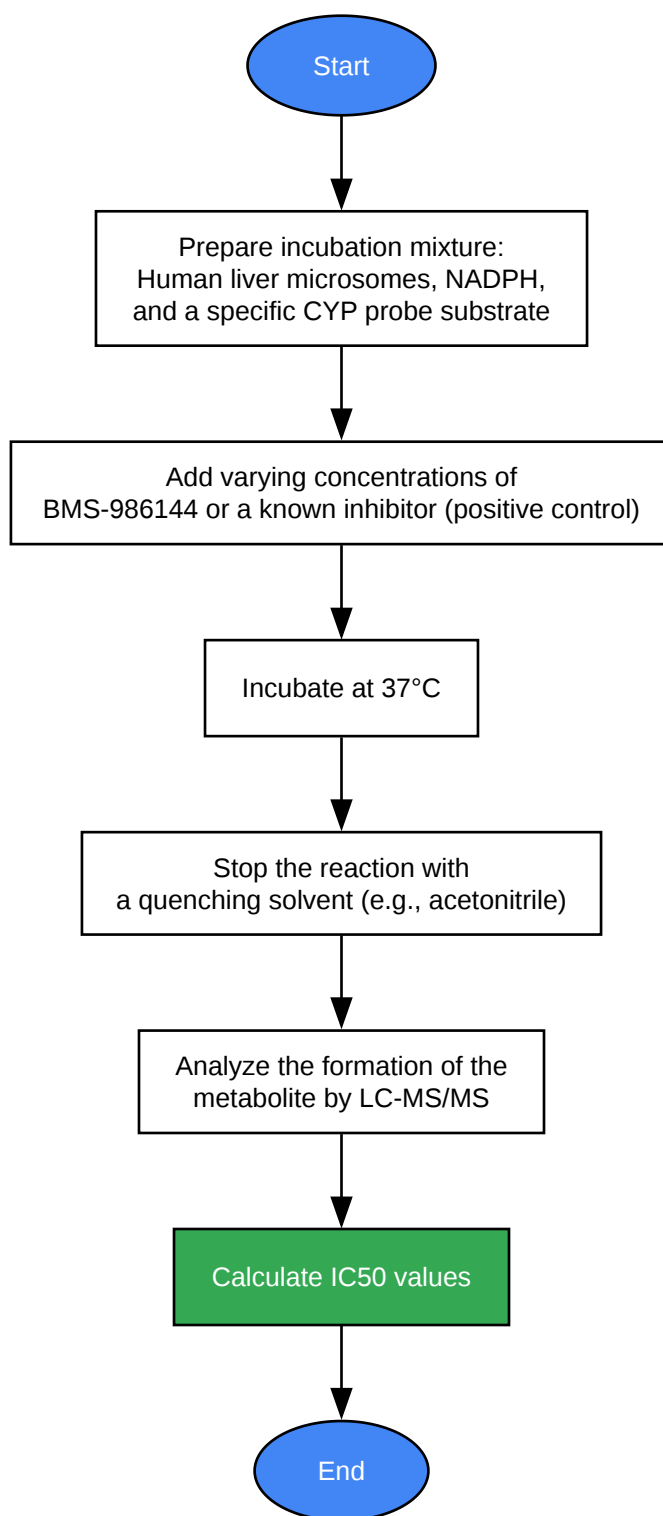 Start
Prepare incubation mixture:
Human liver microsomes, NADPH,
and a specific CYP probe substrate
Add varying concentrations of
BMS-986144 or a known inhibitor (positive control)
Incubate at 37°C
Stop the reaction with
a quenching solvent (e.g., acetonitrile)
Analyze the formation of the
metabolite by LC-MS/MS
Calculate IC50 values
End